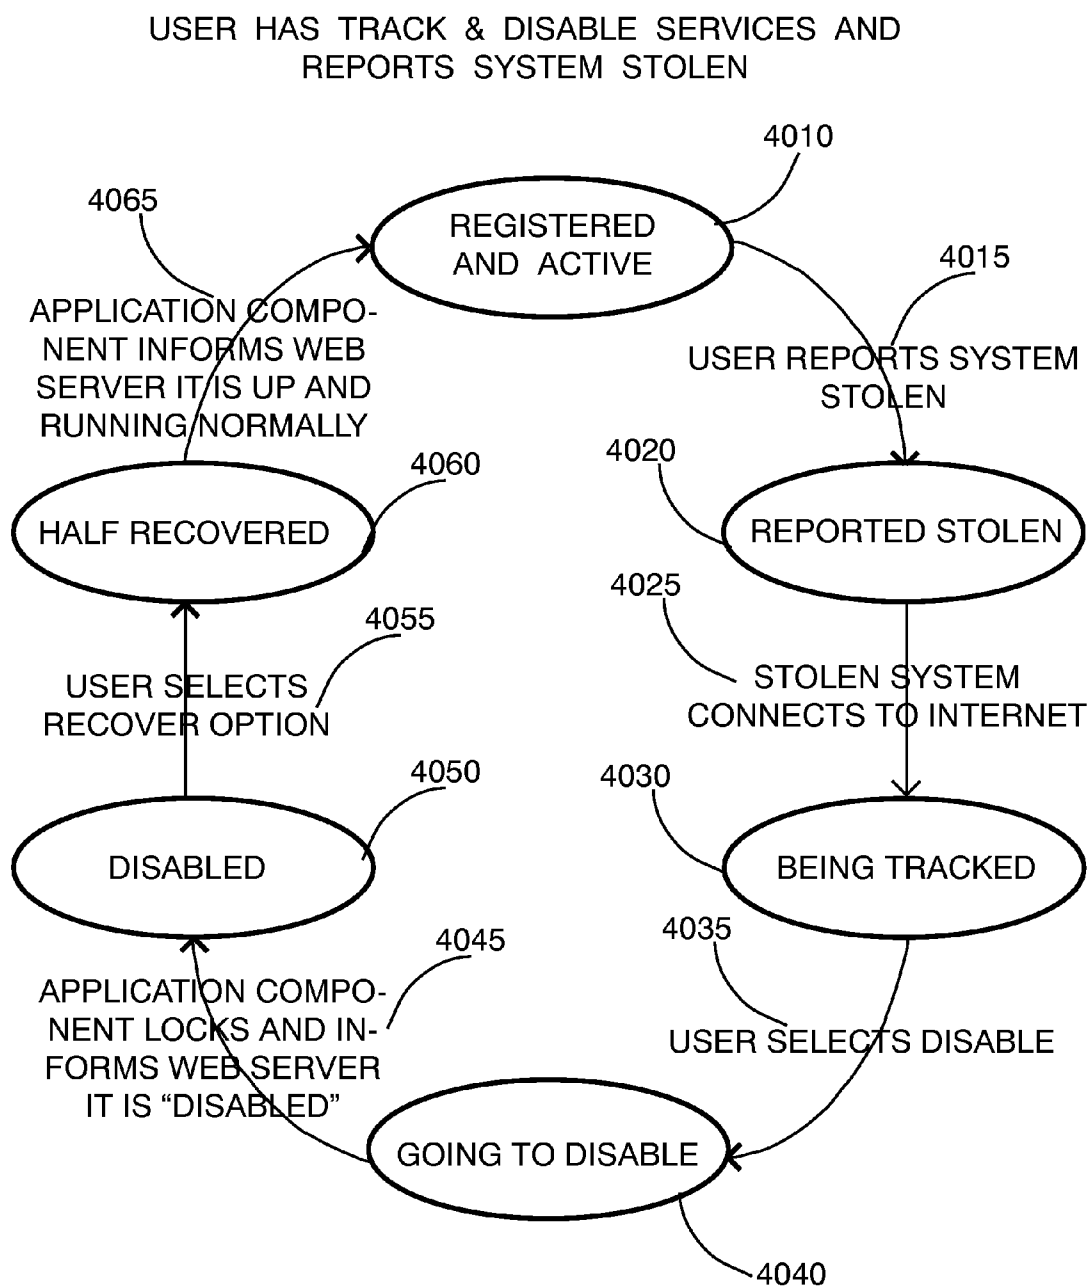 USER HAS TRACK & DISABLE SERVICES AND
REPORTS SYSTEM STOLEN
4010
REGISTERED
AND ACTIVE
4065
APPLICATION COMPO-
NENT INFORMS WEB
SERVER IT IS UP AND
RUNNING NORMALLY
4015
USER REPORTS SYSTEM
STOLEN
4060
HALF RECOVERED
4020
REPORTED STOLEN
4025
STOLEN SYSTEM
CONNECTS TO INTERNET
4055
USER SELECTS
RECOVER OPTION
4050
DISABLED
4030
BEING TRACKED
4035
USER SELECTS DISABLE
4045
APPLICATION COMPO-
NENT LOCKS AND IN-
FORMS WEB SERVER
IT IS “DISABLED”
GOING TO DISABLE
4040